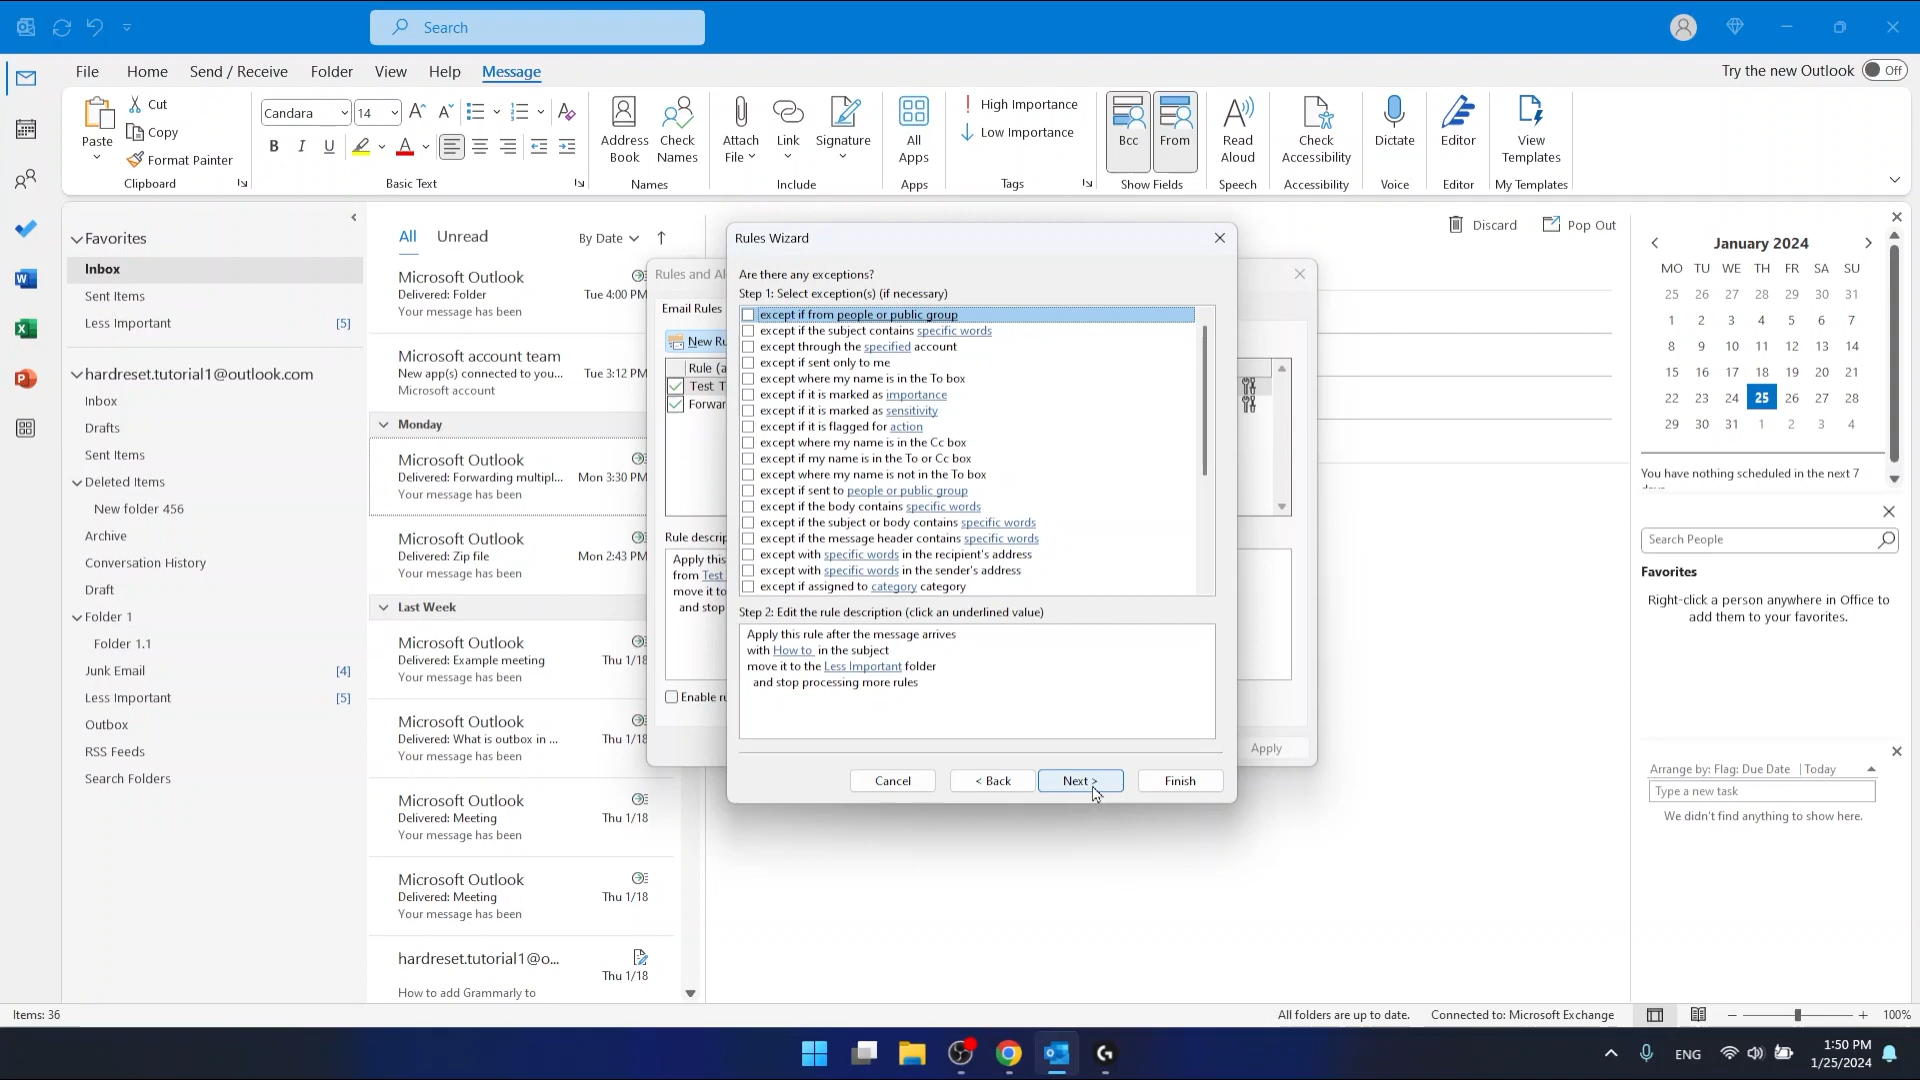 Search
File Home Send / Receive Folder View Help Message
Try the new Outlook Off
Paste
Cut
Copy
Format Painter
Clipboard
Candara 14
B I U A
Basic Text
Address Book
Check Names
Names
Attach File
Link
Signature
Include
All Apps
Apps
High Importance
Low Importance
Tags
Bcc
From
Show Fields
Read Aloud
Speech
Check Accessibility
Accessibility
Dictate
Voice
Editor
Editor
View Templates
My Templates
Favorites
Inbox
Sent Items
Less Important [5]
hardreset.tutorial1@outlook.com
Inbox
Drafts
Sent Items
Deleted Items
New folder 456
Archive
Conversation History
Draft
Folder 1
Folder 1.1
Junk Email [4]
Less Important [5]
Outbox
RSS Feeds
Search Folders
All Unread By Date
Microsoft Outlook
Delivered: Folder Tue 4:00 PM
Microsoft account team
New app(s) connected to you... Tue 3:12 PM
Microsoft account
Monday
Microsoft Outlook
Delivered: Forwarding multipl... Mon 3:30 PM
Your message has been
Microsoft Outlook
Delivered: Zip file Mon 2:43 PM
Your message has been
Last Week
Microsoft Outlook
Delivered: Example meeting Thu 1/18
Your message has been
Microsoft Outlook
Delivered: What is outbox in ... Thu 1/18
Your message has been
Microsoft Outlook
Delivered: Meeting Thu 1/18
Your message has been
Microsoft Outlook
Delivered: Meeting Thu 1/18
Your message has been
hardreset.tutorial1@o...
Thu 1/18
How to add Grammarly to
Discard Pop Out
Rules and Al
Email Rules
New Ru
Rule (a
Test T
Forwar
Rule descrip
Apply this
from Test
move it to
and stop
Enable ru
Apply
Rules Wizard
Are there any exceptions?
Step 1: Select exception(s) (if necessary)
except if from people or public group
except if the subject contains specific words
except through the specified account
except if sent only to me
except where my name is in the To box
except if it is marked as importance
except if it is marked as sensitivity
except if it is flagged for action
except where my name is in the Cc box
except if my name is in the To or Cc box
except where my name is not in the To box
except if sent to people or public group
except if the body contains specific words
except if the subject or body contains specific words
except if the message header contains specific words
except with specific words in the recipient's address
except with specific words in the sender's address
except if assigned to category category
Step 2: Edit the rule description (click an underlined value)
Apply this rule after the message arrives
with How to in the subject
move it to the Less Important folder
and stop processing more rules
Cancel < Back Next > Finish
January 2024
MO TU WE TH FR SA SU
25 26 27 28 29 30 31
1 2 3 4 5 6 7
8 9 10 11 12 13 14
15 16 17 18 19 20 21
22 23 24 25 26 27 28
29 30 31 1 2 3 4
You have nothing scheduled in the next 7
Search People
Favorites
Right-click a person anywhere in Office to
add them to your favorites.
Arrange by: Flag: Due Date Today
Type a new task
We didn't find anything to show here.
Items: 36
All folders are up to date. Connected to: Microsoft Exchange 100%
ENG
1:50 PM
1/25/2024